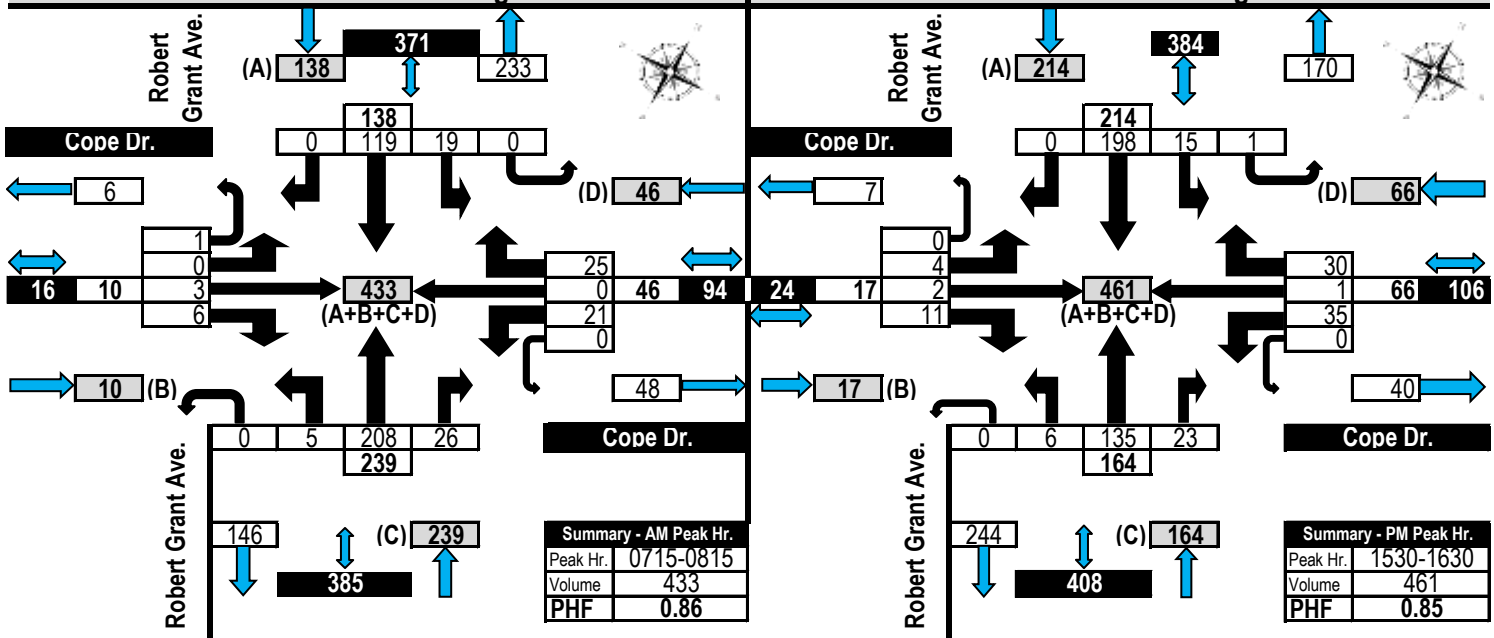 Robert
Grant Ave.
(A) 138
371
233
138
0 119 19 0
Cope Dr.
6
(D) 46
1
0
3
6
16 10
433
(A+B+C+D)
25
0
21
0
46 94
10 (B)
48
0 5 208 26
239
Cope Dr.
Robert Grant Ave.
146
(C) 239
385
Summary - AM Peak Hr.
Peak Hr. 0715-0815
Volume 433
PHF 0.86
Robert
Grant Ave.
(A) 214
384
170
214
0 198 15 1
Cope Dr.
7
(D) 66
0
4
2
11
24 17
461
(A+B+C+D)
30
1
35
0
66 106
17 (B)
40
0 6 135 23
164
Cope Dr.
Robert Grant Ave.
244
(C) 164
408
Summary - PM Peak Hr.
Peak Hr. 1530-1630
Volume 461
PHF 0.85